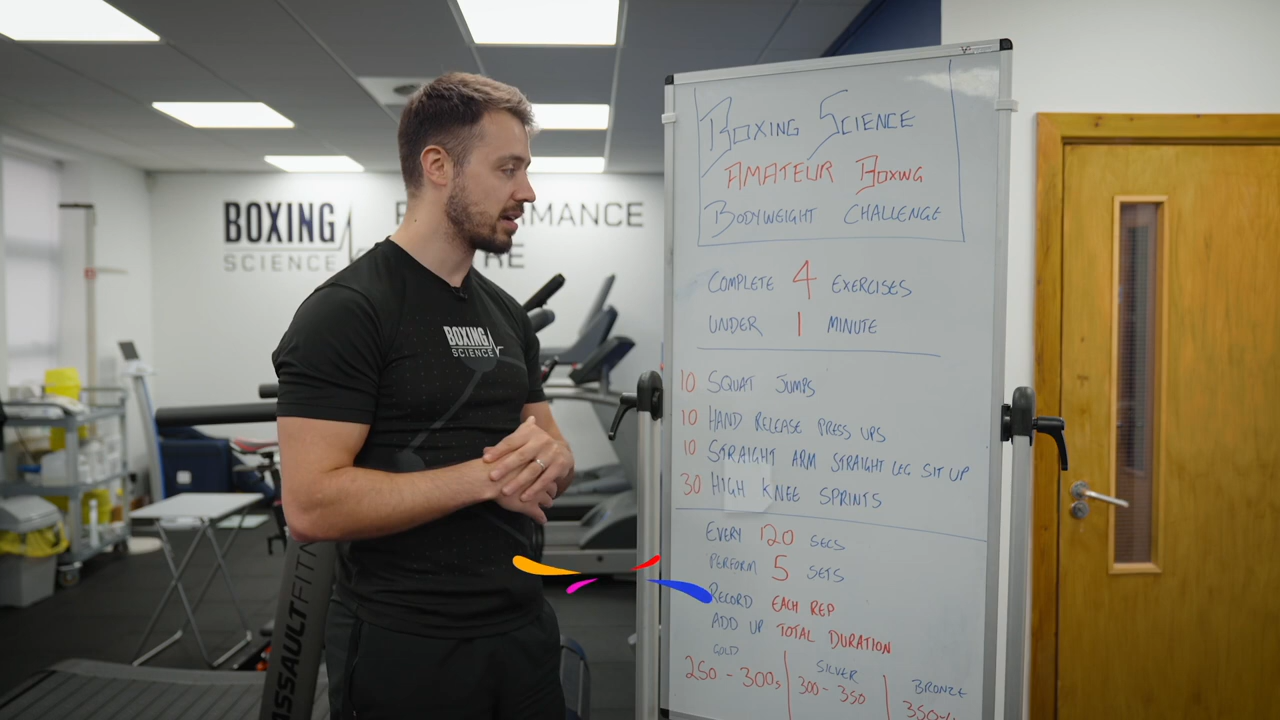 BOXING SCIENCE
AMATEUR BOXING
BODYWEIGHT CHALLENGE
COMPLETE 4 EXERCISES
UNDER 1 MINUTE
10 SQUAT JUMPS
10 HAND RELEASE PRESS UPS
10 STRAIGHT ARM STRAIGHT LEG SIT UP
30 HIGH KNEE SPRINTS
EVERY 120 SECS
PERFORM 5 SETS
RECORD EACH REP
ADD UP TOTAL DURATION
GOLD SILVER BRONZE
250 - 300s 300 - 350
BOXING
SCIENCE
BOXING
SCIENCE
ASSAULT FITN